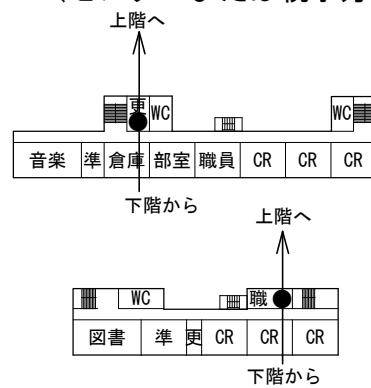 上階へ
更 WC WC
音楽 準 倉庫 部室 職員 CR CR CR
下階から
上階へ
WC 職
図書 準 更 CR CR CR
下階から